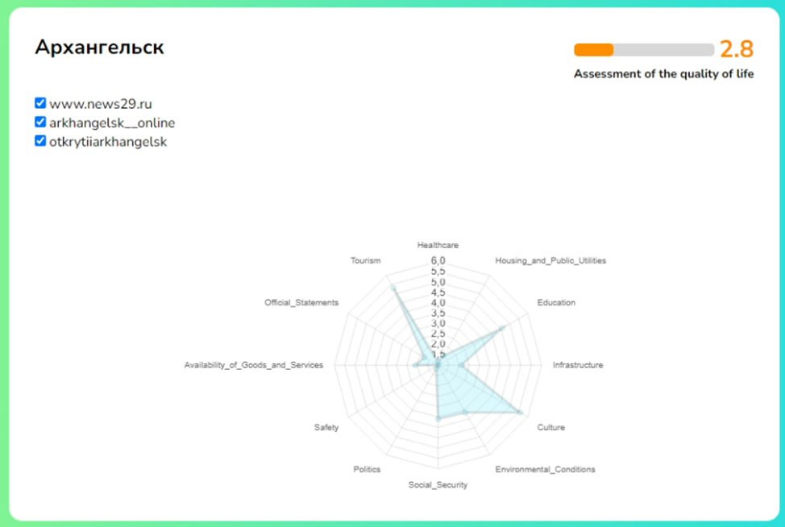 Архангельск
2.8
Assessment of the quality of life
www.news29.ru
arkhangelsk__online
otkrytiiarkhangelsk
Healthcare
Tourism
6,0
Housing_and_Public_Utilities
5,5
5,0
4,5
Official_Statements
4,0
Education
3,5
3,0
2,5
2,0
1,5
Availability_of_Goods_and_Services
Infrastructure
Safety
Culture
Politics
Environmental_Conditions
Social_Security